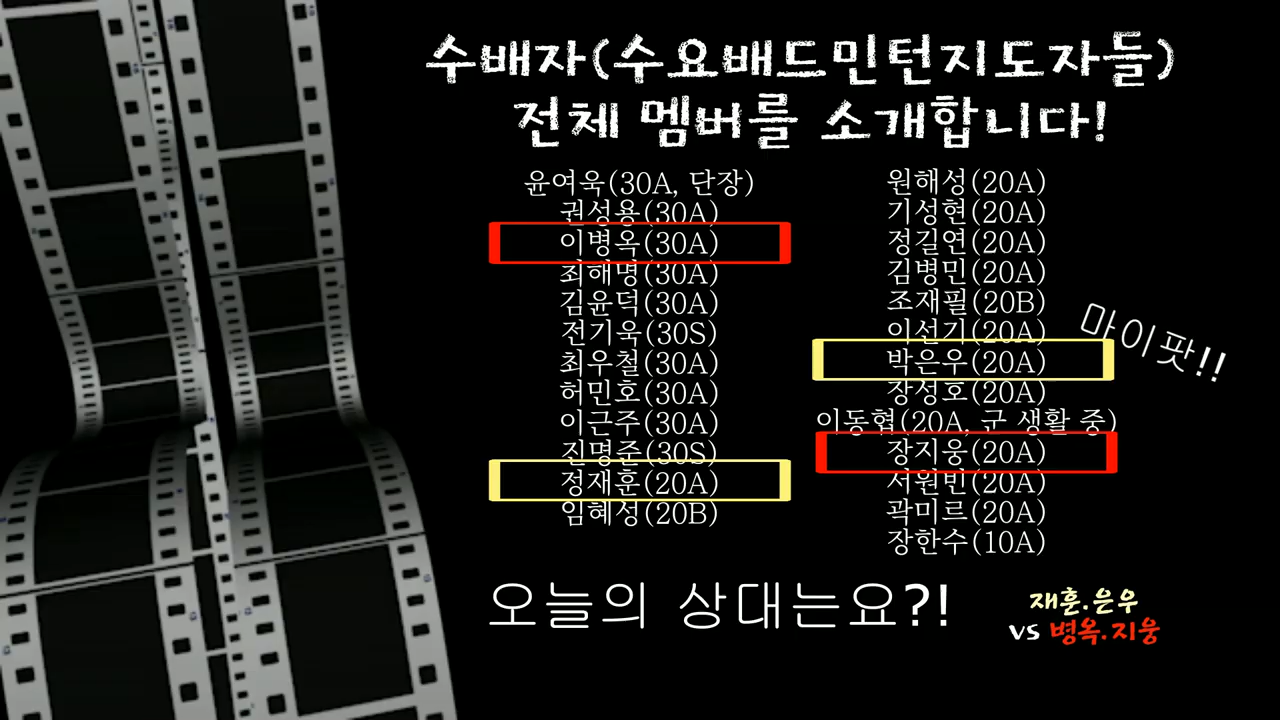 수배자(수요배드민턴지도자들)
전체 멤버를 소개합니다!
윤여욱(30A, 단장)
권성용(30A)
이병옥(30A)
최해명(30A)
김윤덕(30A)
전기욱(30S)
최우철(30A)
허민호(30A)
이근주(30A)
진명준(30S)
정재훈(20A)
임혜성(20B)
원해성(20A)
기성현(20A)
정길연(20A)
김병민(20A)
조재필(20B)
이선기(20A)
박은우(20A)
장성호(20A)
이동협(20A, 군 생활 중)
장지웅(20A)
서원빈(20A)
곽미르(20A)
장한수(10A)
마이팟!!
오늘의 상대는요?!
재훈.은우
vs 병옥.지웅